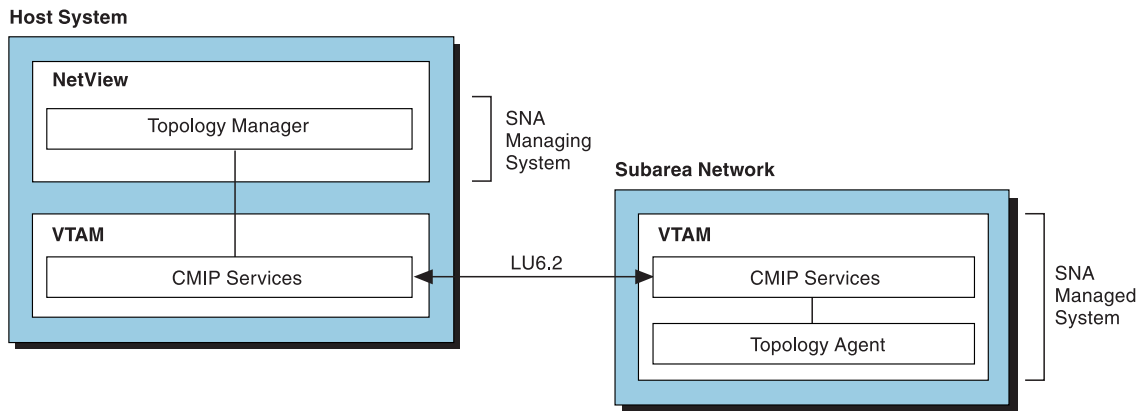 Host System
NetView
Topology Manager
SNA
Managing
System
VTAM
CMIP Services
LU6.2
Subarea Network
VTAM
CMIP Services
Topology Agent
SNA
Managed
System